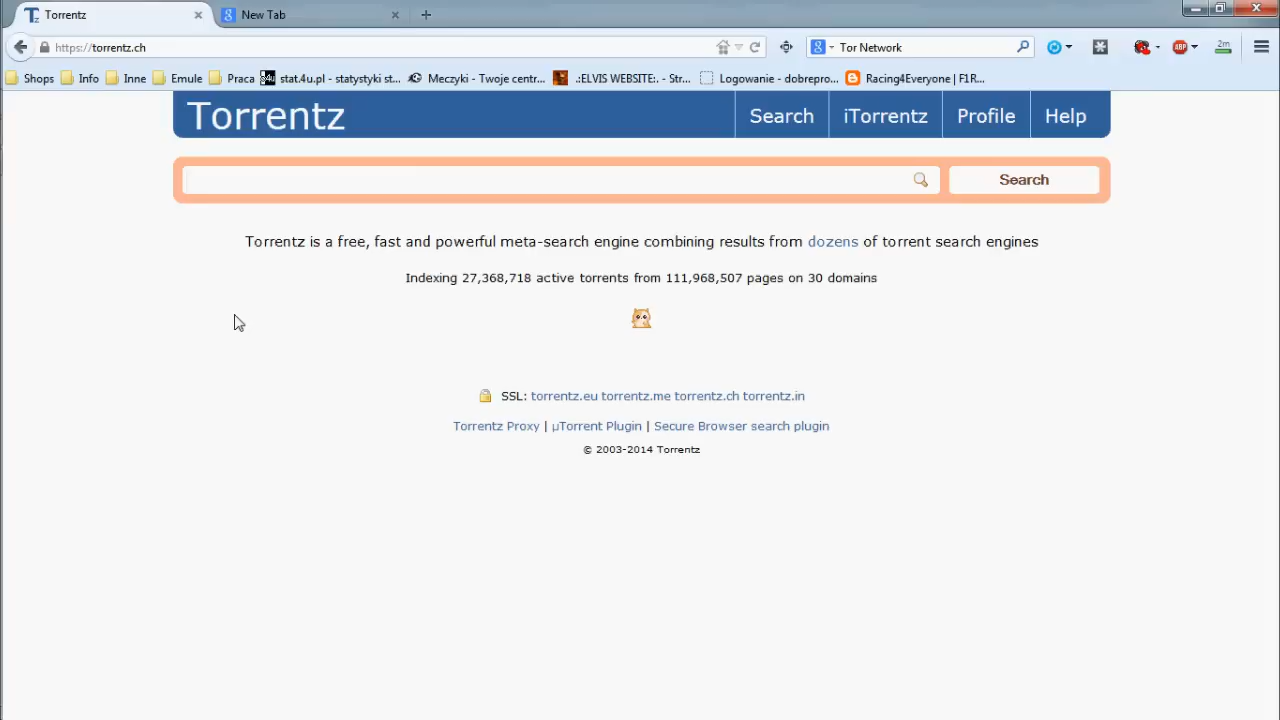 Torrentz
New Tab
https://torrentz.ch
Tor Network
ABP
2m
Shops Info Inne Emule Praca stat.4u.pl - statystyki st... Meczyki - Twoje centr... .:ELVIS WEBSITE:. - Str... Logowanie - dobrepro... Racing4Everyone | F1R...
Torrentz Search iTorrentz Profile Help
Search
Torrentz is a free, fast and powerful meta-search engine combining results from dozens of torrent search engines
Indexing 27,368,718 active torrents from 111,968,507 pages on 30 domains
SSL: torrentz.eu torrentz.me torrentz.ch torrentz.in
Torrentz Proxy | µTorrent Plugin | Secure Browser search plugin
© 2003-2014 Torrentz